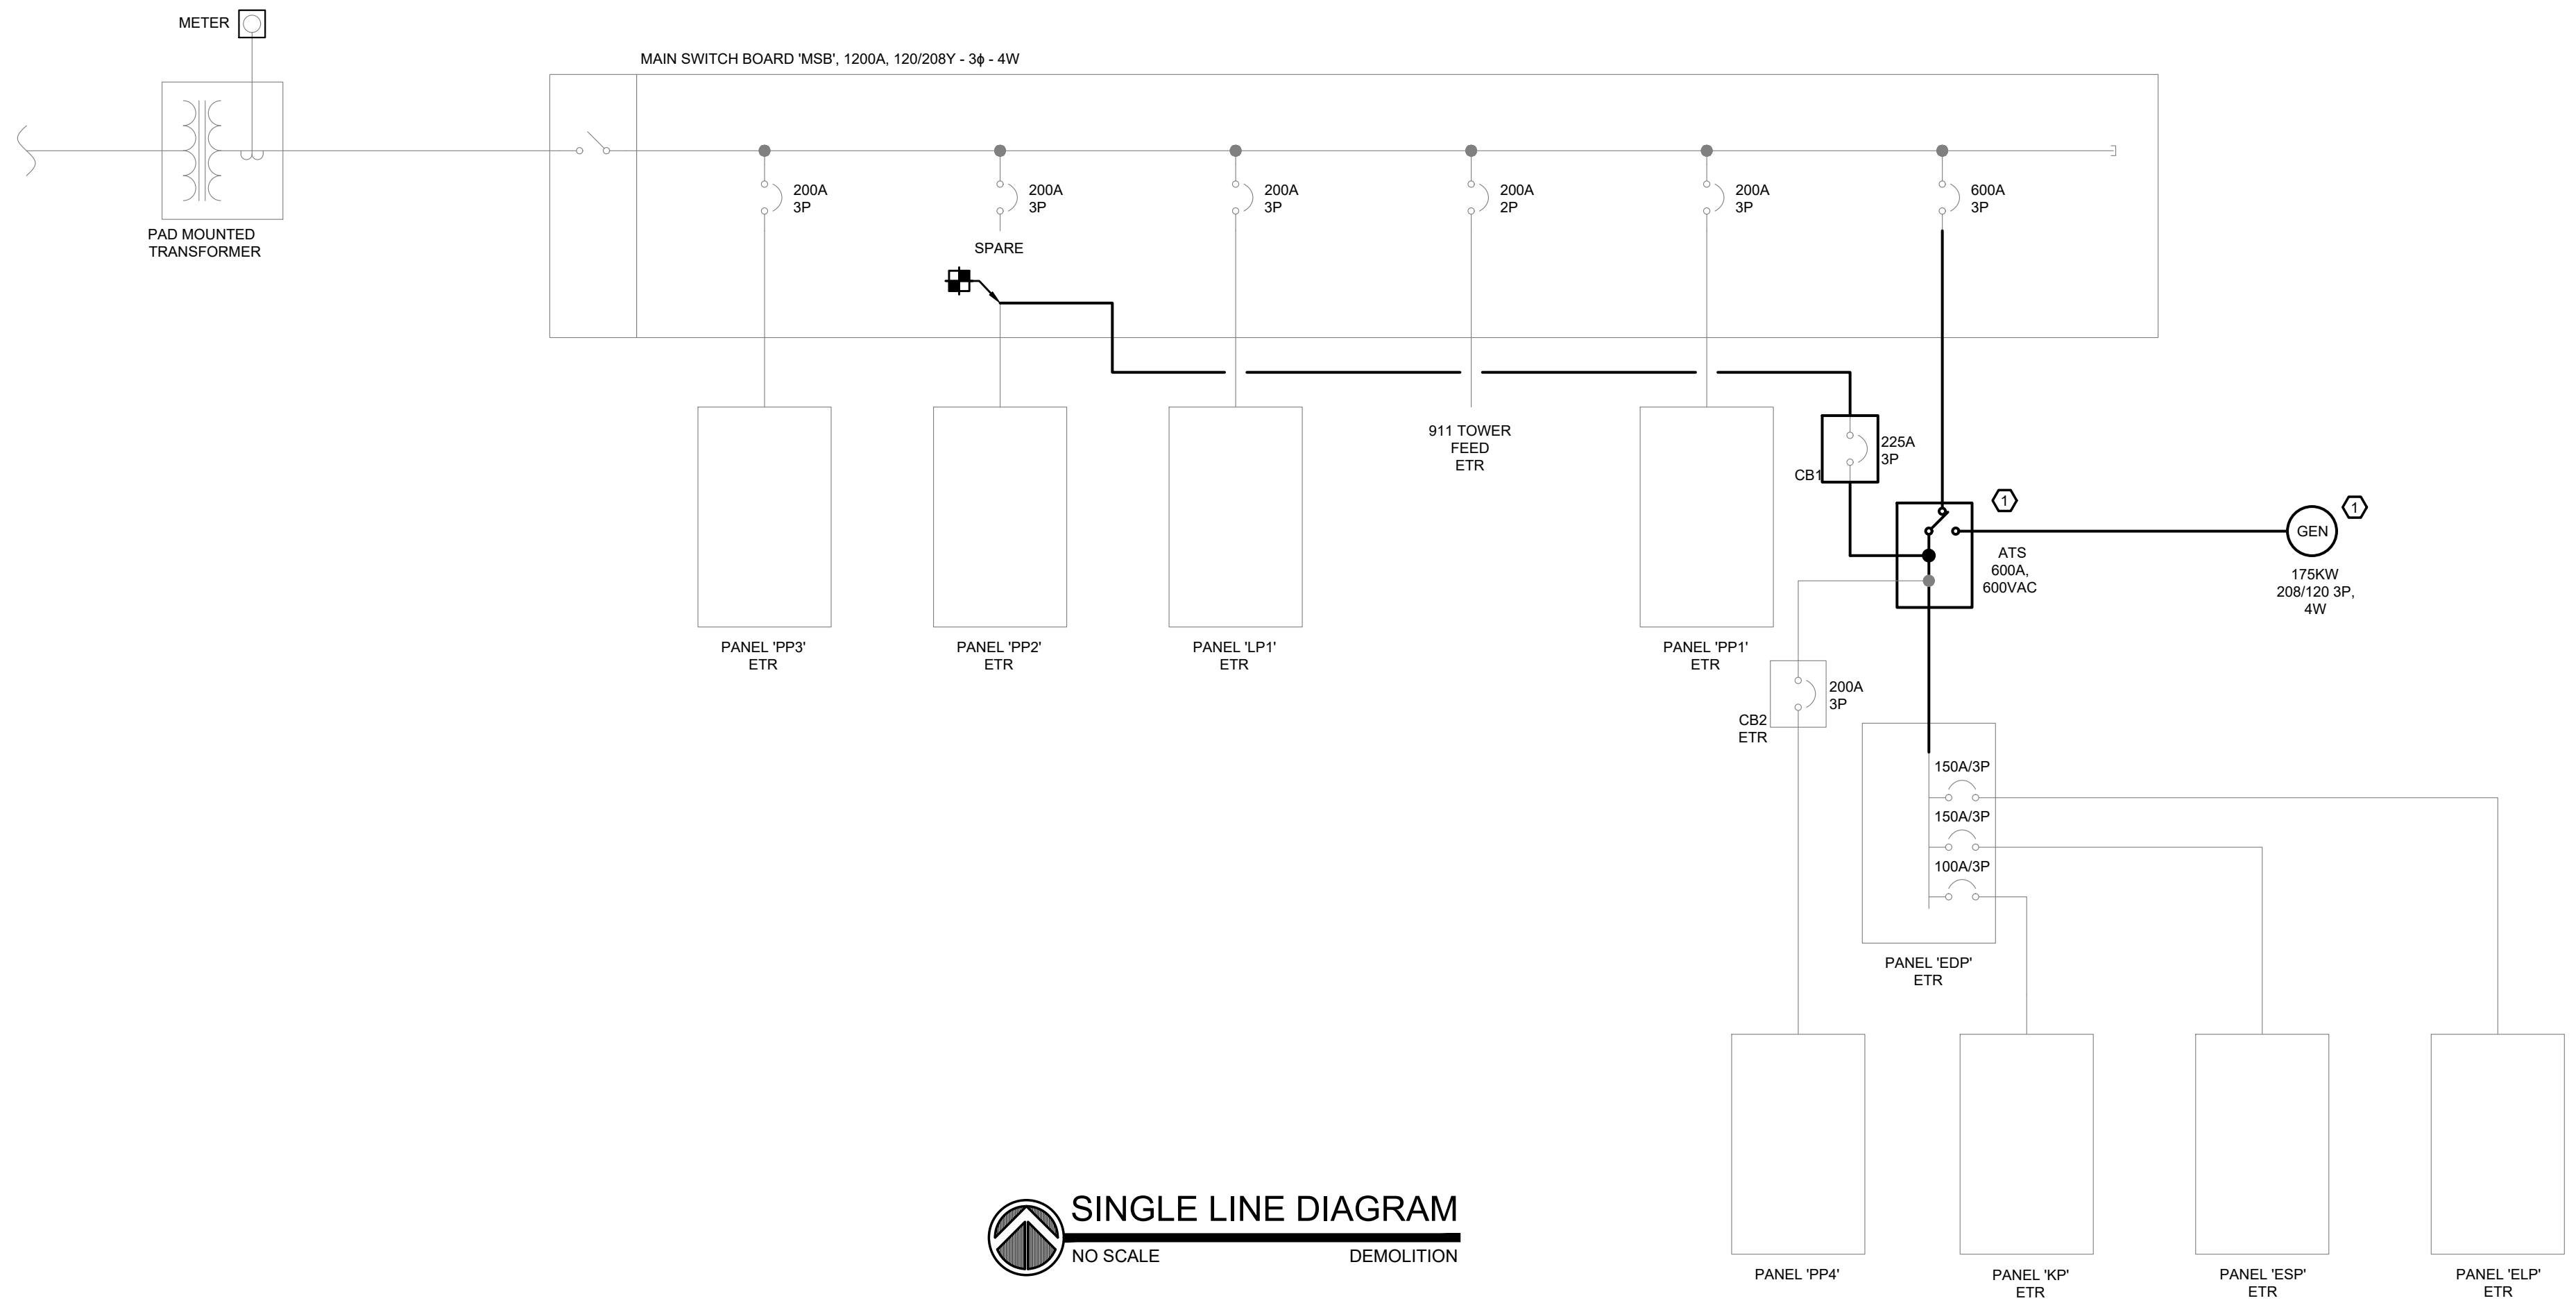 METER
MAIN SWITCH BOARD 'MSB', 1200A, 120/208Y - 3ϕ - 4W
200A
3P
200A
3P
200A
3P
200A
2P
200A
3P
600A
3P
PAD MOUNTED
TRANSFORMER
SPARE
911 TOWER
FEED
ETR
225A
3P
CB1
1
1
GEN
ATS
600A,
600VAC
175KW
208/120 3P,
4W
PANEL 'PP3'
ETR
PANEL 'PP2'
ETR
PANEL 'LP1'
ETR
PANEL 'PP1'
ETR
200A
3P
CB2
ETR
150A/3P
150A/3P
100A/3P
PANEL 'EDP'
ETR
SINGLE LINE DIAGRAM
NO SCALE
DEMOLITION
PANEL 'PP4'
PANEL 'KP'
ETR
PANEL 'ESP'
ETR
PANEL 'ELP'
ETR